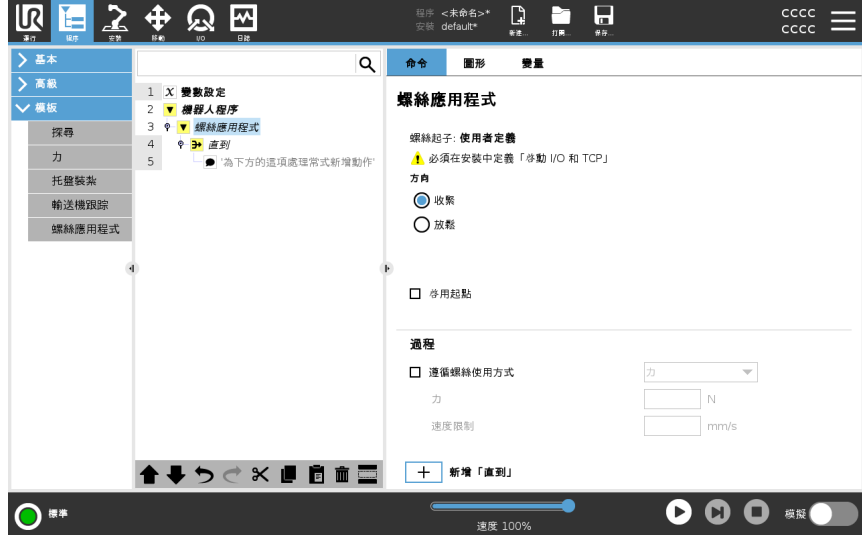 UR
運行
程序
安裝
移動
I/O
日誌
程序 <未命名>*
安裝 default*
新建...
打開...
保存...
CCCC
CCCC
基本
高級
模板
探尋
力
托盤裝紮
輸送機跟踪
螺絲應用程式
1 X 變數設定
2 機器人程序
3 螺絲應用程式
4 直到
5 '為下方的這項處理常式新增動作'
命令 圖形 變量
螺絲應用程式
螺絲起子: 使用者定義
必須在安裝中定義「啓動 I/O 和 TCP」
方向
收緊
放鬆
啓用起點
過程
遵循螺絲使用方式 力
力 N
速度限制 mm/s
新增「直到」
標準
速度 100%
模擬